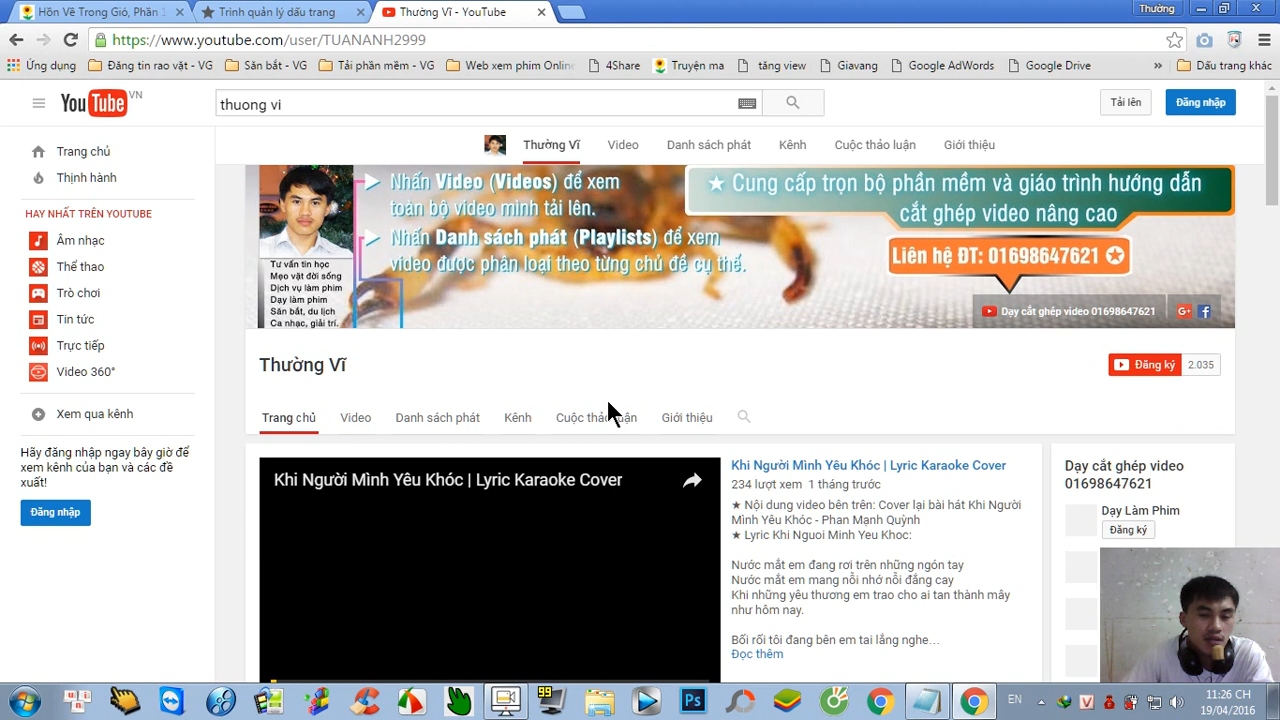 Hồn Về Trong Gió, Phần 1
Trình quản lý dấu trang
Thường Vĩ - YouTube
Thường
https://www.youtube.com/user/TUANANH2999
Ứng dụng
Đăng tin rao vặt - VG
Săn bắt - VG
Tải phần mềm - VG
Web xem phim Online
4Share
Truyện ma
tăng view
Giavang
Google AdWords
Google Drive
»
Dấu trang khác
YouTube VN
thuong vi
Tải lên
Đăng nhập
Trang chủ
Thịnh hành
HAY NHẤT TRÊN YOUTUBE
Âm nhạc
Thể thao
Trò chơi
Tin tức
Trực tiếp
Video 360°
Xem qua kênh
Hãy đăng nhập ngay bây giờ để
xem kênh của bạn và các đề
xuất!
Đăng nhập
Thường Vĩ
Video
Danh sách phát
Kênh
Cuộc thảo luận
Giới thiệu
Tư vấn tin học
Mẹo vặt đời sống
Dịch vụ làm phim
Dạy làm phim
Săn bắt, du lịch
Ca nhạc, giải trí.
Nhấn Video (Videos) để xem
toàn bộ video mình tải lên.
Nhấn Danh sách phát (Playlists) để xem
video được phân loại theo từng chủ đề cụ thể.
★ Cung cấp trọn bộ phần mềm và giáo trình hướng dẫn
cắt ghép video nâng cao
Liên hệ ĐT: 01698647621 ✪
Dạy cắt ghép video 01698647621
Thường Vĩ
Đăng ký
2.035
Trang chủ
Video
Danh sách phát
Kênh
Cuộc thảo luận
Giới thiệu
Khi Người Mình Yêu Khóc | Lyric Karaoke Cover
Khi Người Mình Yêu Khóc | Lyric Karaoke Cover
234 lượt xem 1 tháng trước
★ Nội dung video bên trên: Cover lại bài hát Khi Người
Mình Yêu Khóc - Phan Mạnh Quỳnh
★ Lyric Khi Nguoi Minh Yeu Khoc:
Nước mắt em đang rơi trên những ngón tay
Nước mắt em mang nỗi nhớ nỗi đắng cay
Khi những yêu thương em trao cho ai tan thành mây
như hôm nay.
Bối rối tôi đang bên em tai lắng nghe…
Đọc thêm
Dạy cắt ghép video
01698647621
Dạy Làm Phim
Đăng ký
99
Ps
EN
11:26 CH
19/04/2016